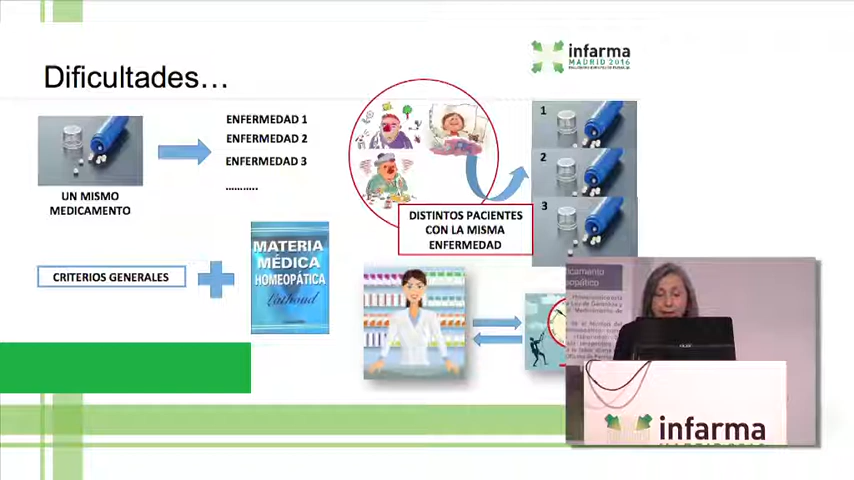 Dificultades...
infarma
MADRID 2016
1
ENFERMEDAD 1
ENFERMEDAD 2
ENFERMEDAD 3
...........
UN MISMO
MEDICAMENTO
2
3
DISTINTOS PACIENTES
CON LA MISMA
ENFERMEDAD
CRITERIOS GENERALES
MATERIA
MÉDICA
HOMEOPÁTICA
Lathoud
infarma